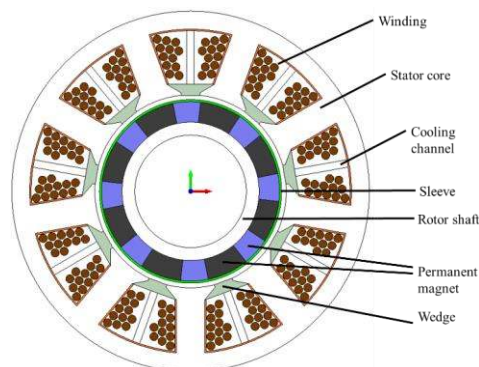 Winding
Stator core
Cooling
channel
Sleeve
Rotor shaft
Permanent
magnet
Wedge